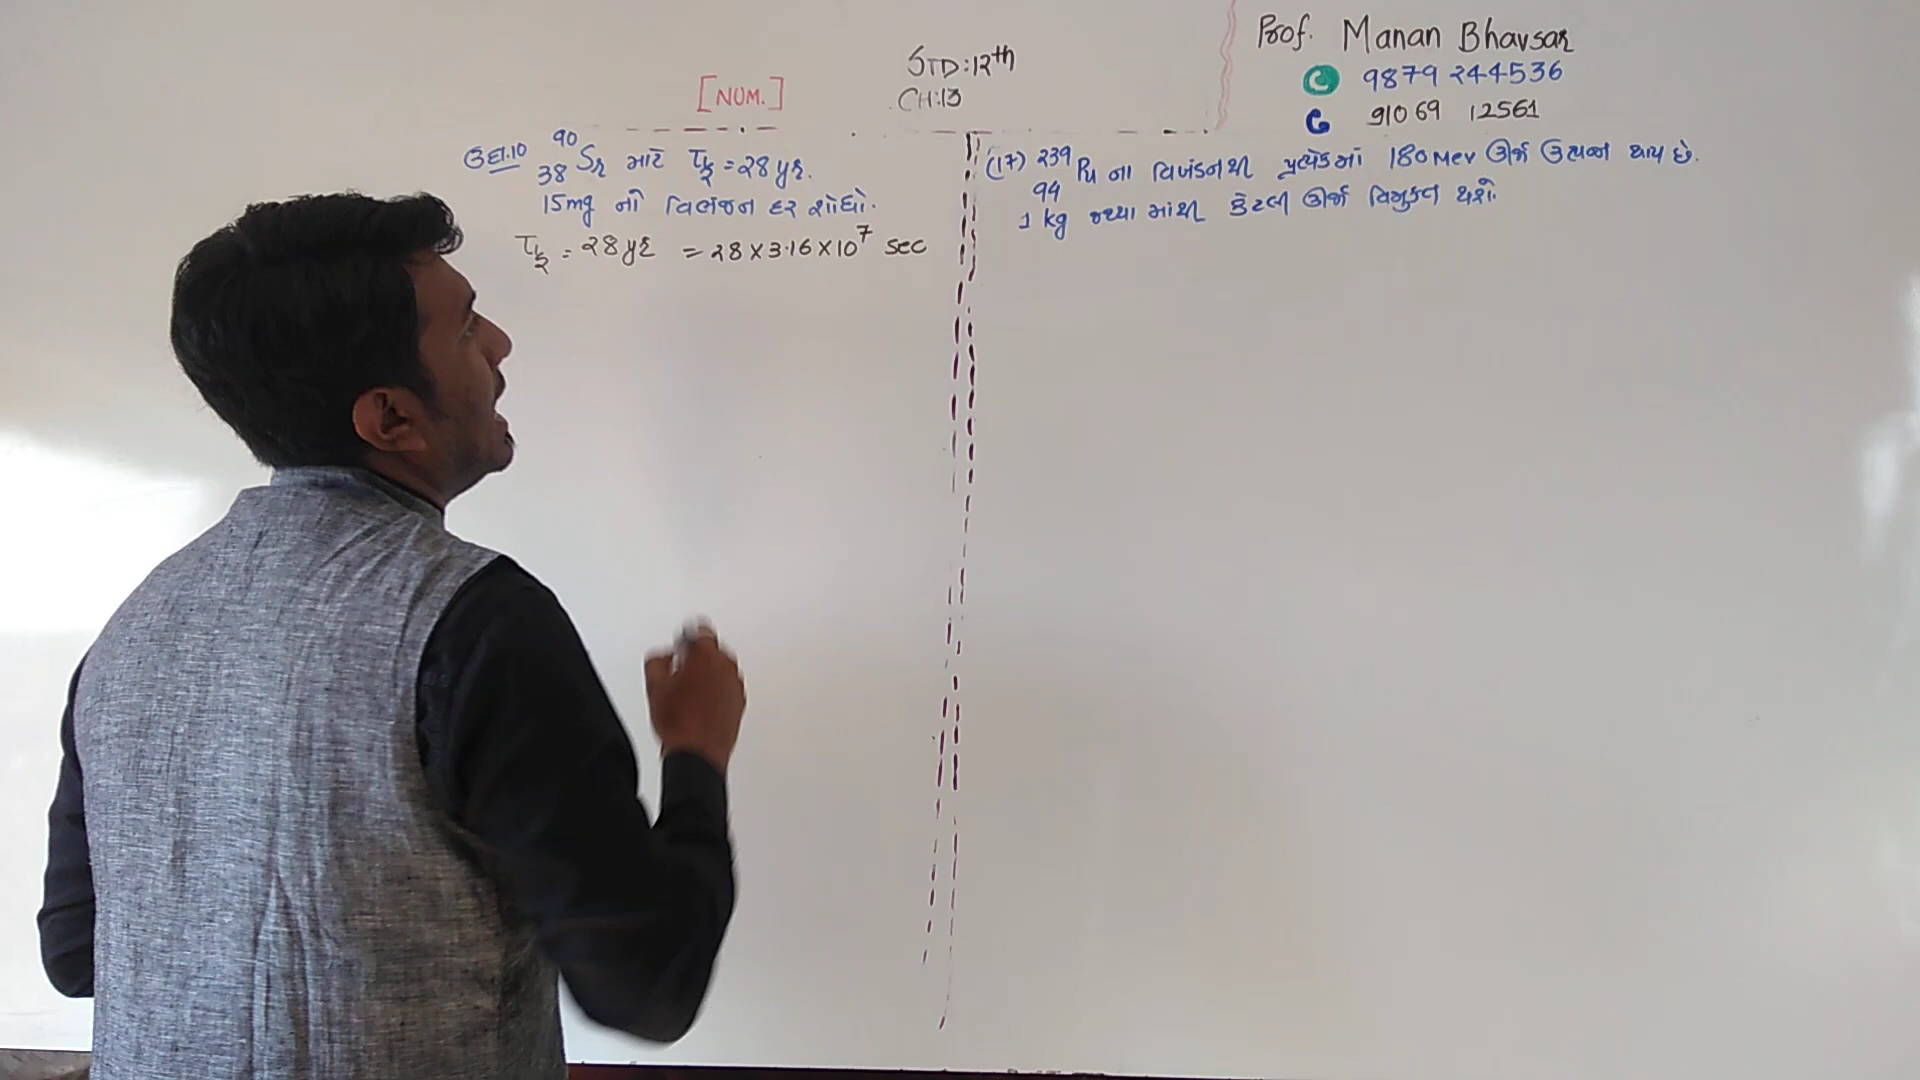 Prof. Manan Bhavsar
9879 244536
91069 12561
STD:12th
CH:13
[NUM.]
ઉદા.10 90 38 Sr માટે T½ = 28 yr.
15mg નો વિભંજન દર શોધો.
T½ = 28 yr = 28 × 3.16 × 10⁷ sec
(17) 239 94 Pu ના વિખંડનથી પ્રત્યેકમાં 180 Mev ઊર્જા ઉત્પન્ન થાય છે.
1 kg જથ્થા માંથી કેટલી ઊર્જા વિમુક્ત થશે.